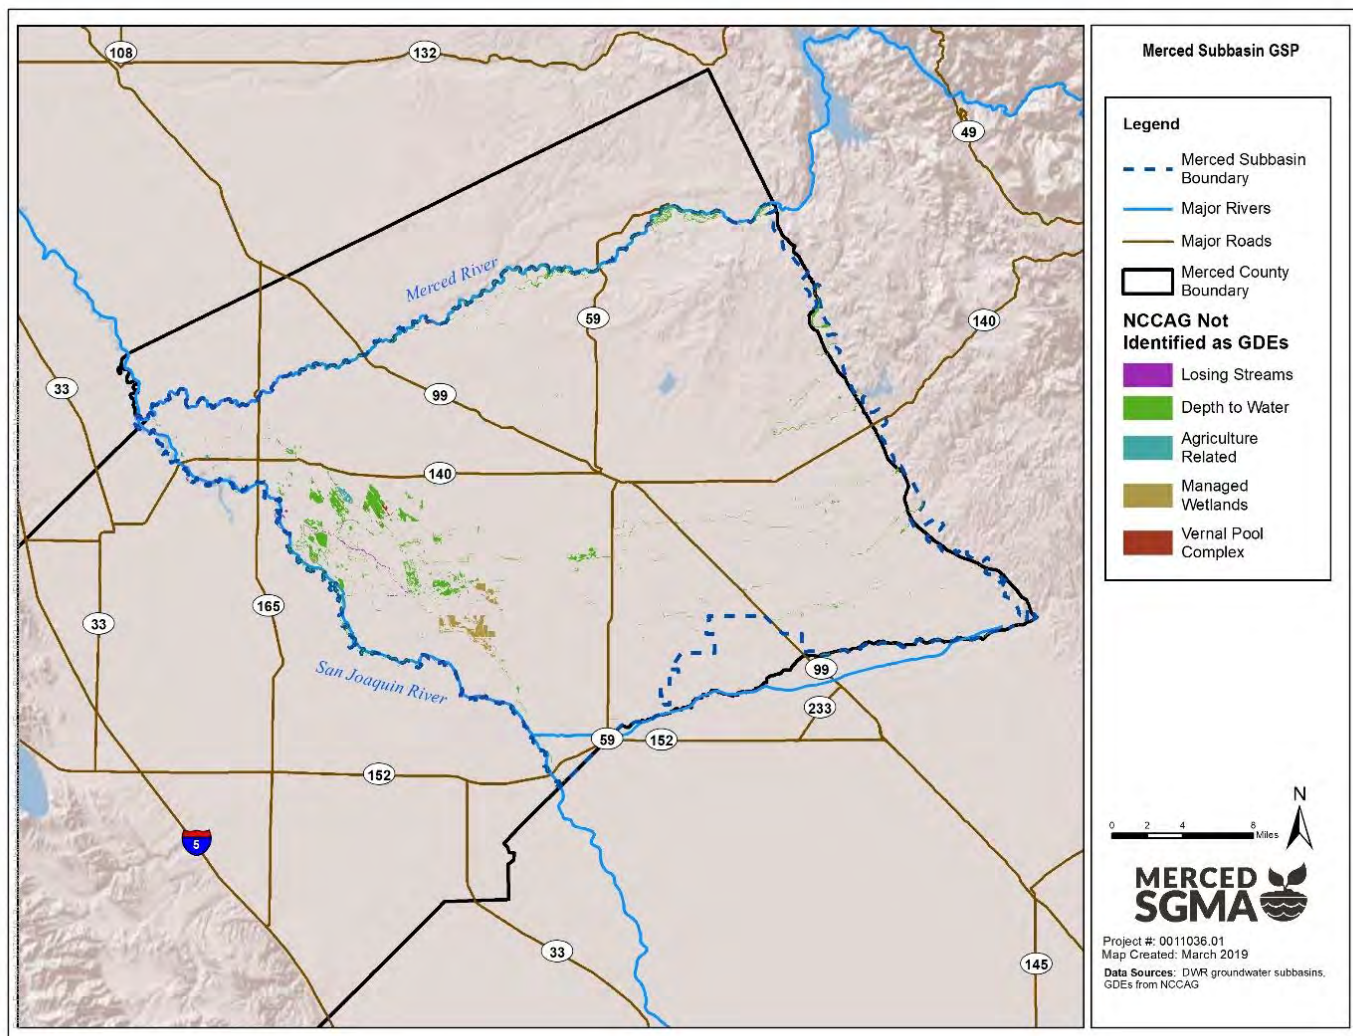 108
132
49
Merced River
59
140
33
99
140
165
33
San Joaquin River
99
233
59
152
152
5
33
145
Merced Subbasin GSP
Legend
Merced Subbasin
Boundary
Major Rivers
Major Roads
Merced County
Boundary
NCCAG Not
Identified as GDEs
Losing Streams
Depth to Water
Agriculture
Related
Managed
Wetlands
Vernal Pool
Complex
N
0 2 4 8
Miles
MERCED
SGMA
Project #: 0011036.01
Map Created: March 2019
Data Sources: DWR groundwater subbasins,
GDEs from NCCAG